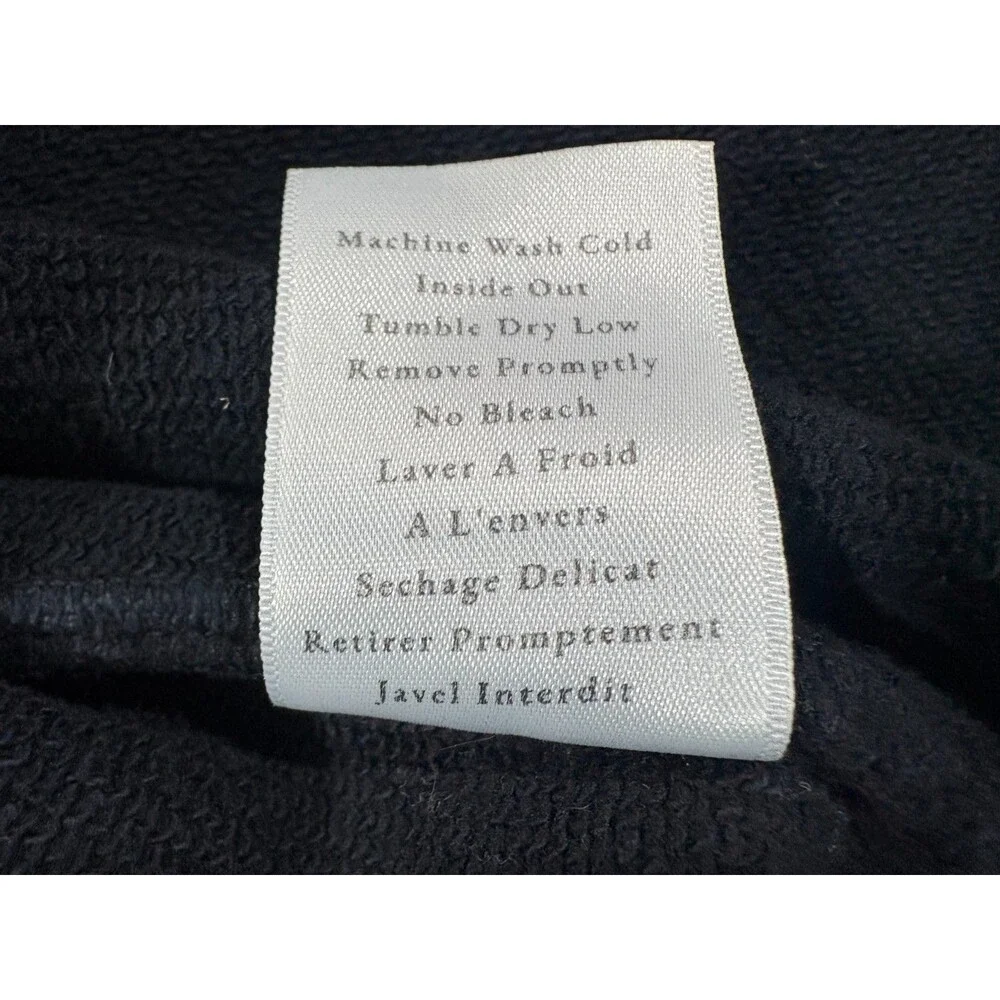 Machine Wash Cold
Inside Out
Tumble Dry Low
Remove Promptly
No Bleach
Laver A Froid
A L'envers
Sechage Delicat
Retirer Promptement
Javel Interdit